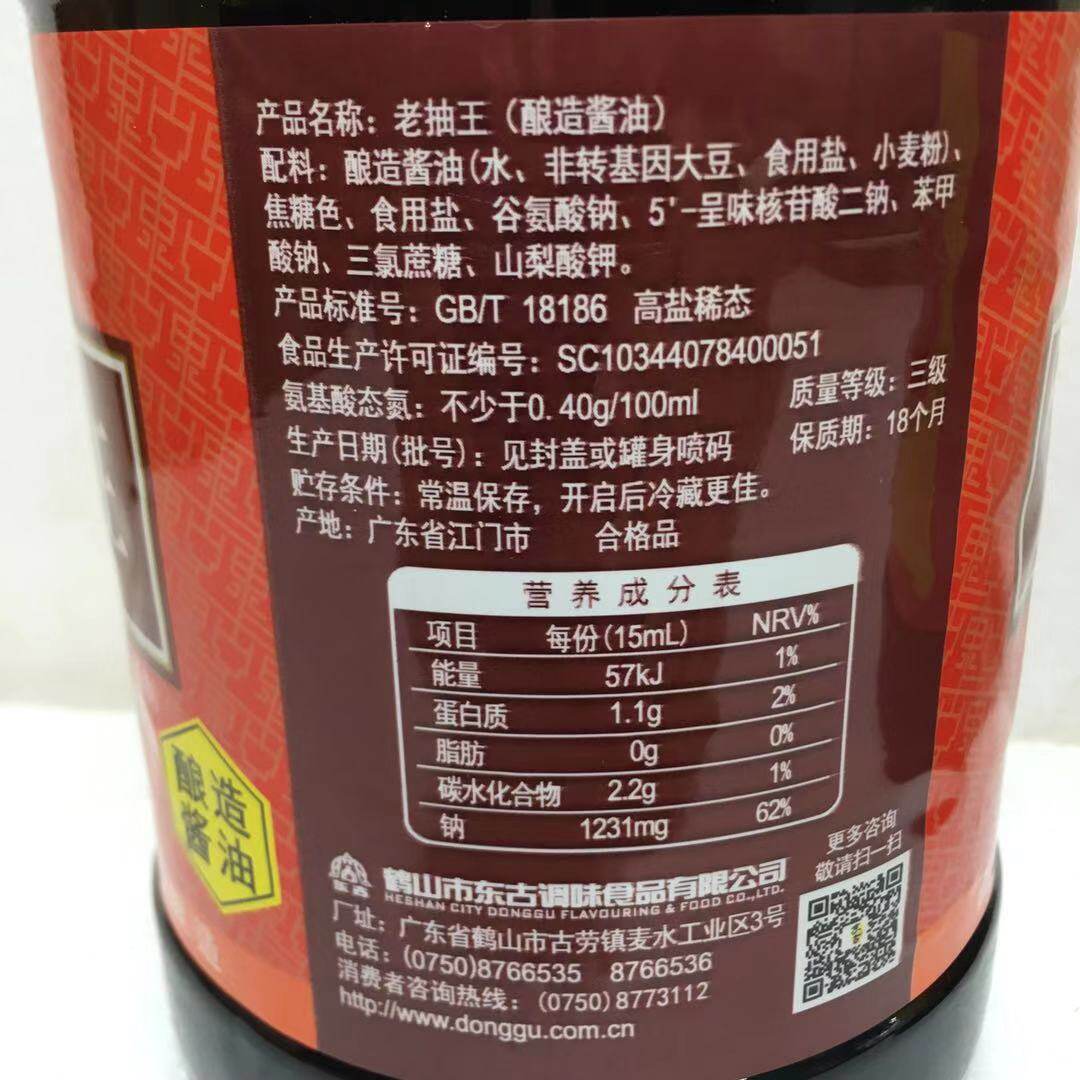 产品名称：老抽王（酿造酱油）
配料：酿造酱油(水、非转基因大豆、食用盐、小麦粉)、
焦糖色、食用盐、谷氨酸钠、5'-呈味核苷酸二钠、苯甲
酸钠、三氯蔗糖、山梨酸钾。
产品标准号：GB/T 18186 高盐稀态
食品生产许可证编号：SC10344078400051
氨基酸态氮：不少于0.40g/100ml 质量等级：三级
生产日期(批号)：见封盖或罐身喷码 保质期：18个月
贮存条件：常温保存，开启后冷藏更佳。
产地：广东省江门市 合格品
营养成分表
项目 每份(15mL) NRV%
能量 57kJ 1%
蛋白质 1.1g 2%
脂肪 0g 0%
碳水化合物 2.2g 1%
钠 1231mg 62%
酿造
酱油
更多咨询
敬请扫一扫
东古
鹤山市东古调味食品有限公司
HESHAN CITY DONGGU FLAVOURING & FOOD CO.,LTD.
厂址：广东省鹤山市古劳镇麦水工业区3号
电话：(0750)8766535 8766536
消费者咨询热线：(0750)8773112
http://www.donggu.com.cn